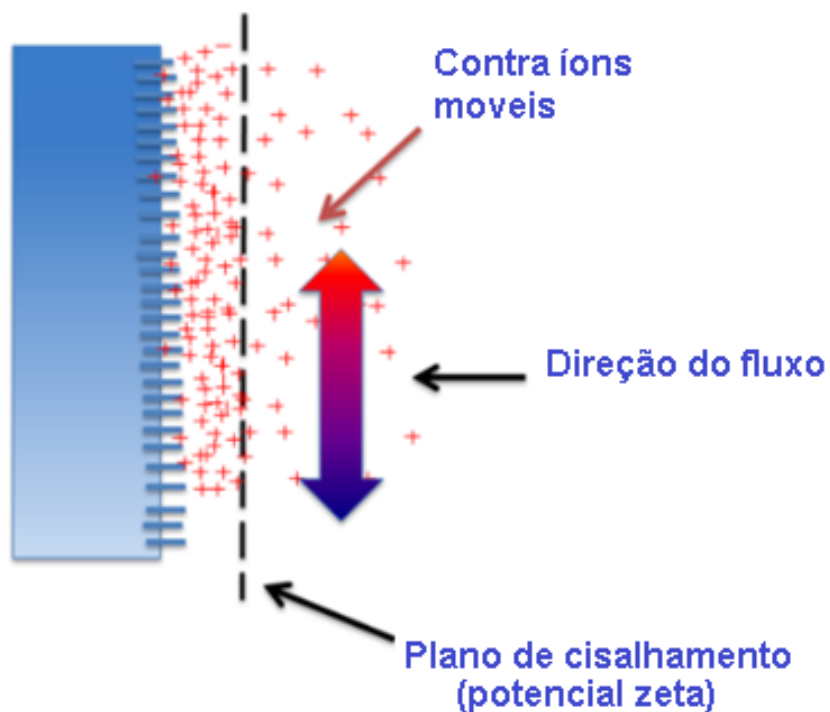 Contra íons
moveis
Direção do fluxo
Plano de cisalhamento
(potencial zeta)